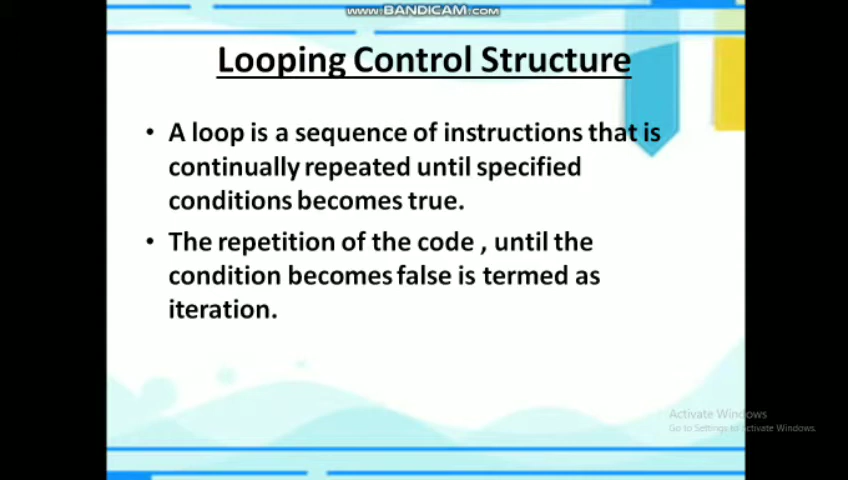 www.BANDICAM.com
Looping Control Structure
• A loop is a sequence of instructions that is
continually repeated until specified
conditions becomes true.
• The repetition of the code , until the
condition becomes false is termed as
iteration.
Activate Windows
Go to Settings to Activate Windows.